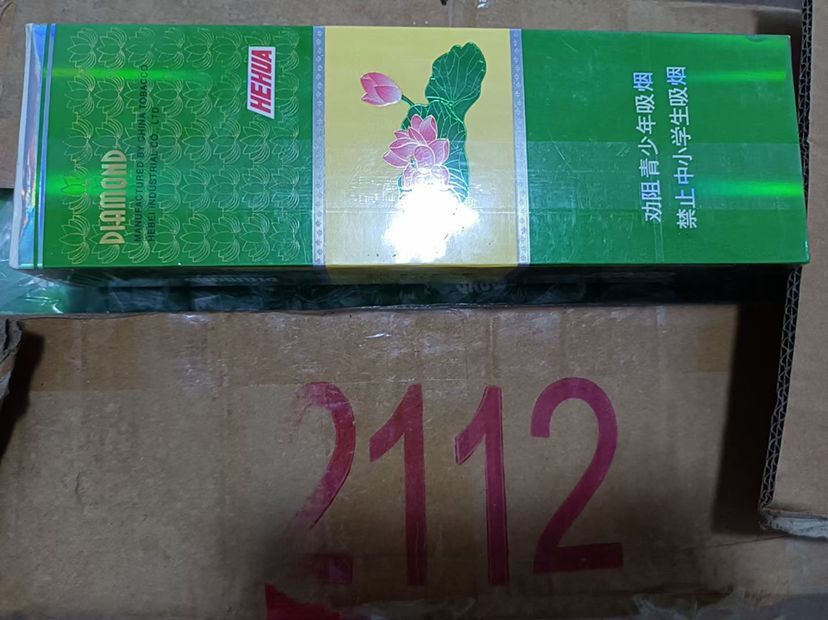 HEHUA
DIAMOND
MANUFACTURED BY CHINA TOBACCO
HEBEI INDUSTRIAL CO., LTD
劝阻青少年吸烟
禁止中小学生吸烟
2112